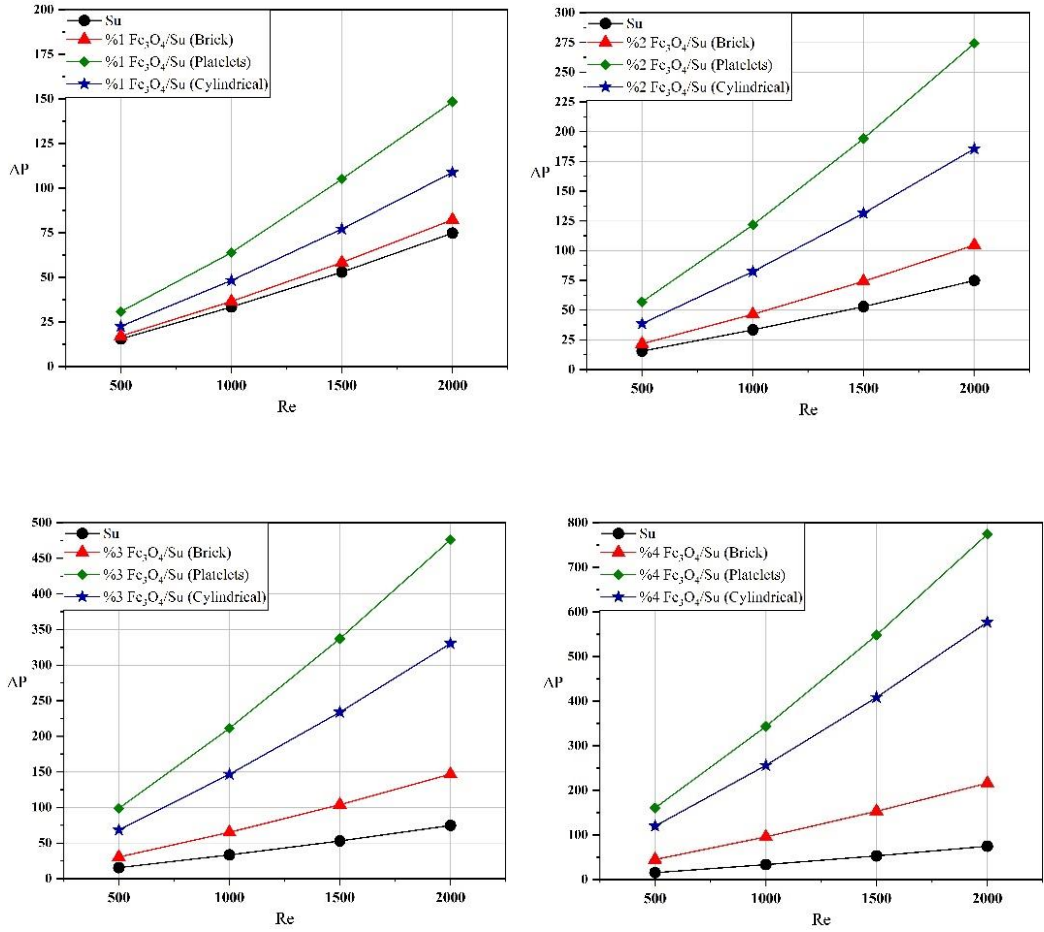 Su
%1 Fe₃O₄/Su (Brick)
%1 Fe₃O₄/Su (Platelets)
%1 Fe₃O₄/Su (Cylindrical)
200
175
150
125
100
75
50
25
0
ΔP
500 1000 1500 2000
Re
Su
%2 Fe₃O₄/Su (Brick)
%2 Fe₃O₄/Su (Platelets)
%2 Fe₃O₄/Su (Cylindrical)
300
275
250
225
200
175
150
125
100
75
50
25
0
ΔP
500 1000 1500 2000
Re
Su
%3 Fe₃O₄/Su (Brick)
%3 Fe₃O₄/Su (Platelets)
%3 Fe₃O₄/Su (Cylindrical)
500
450
400
350
300
250
200
150
100
50
0
ΔP
500 1000 1500 2000
Re
Su
%4 Fe₃O₄/Su (Brick)
%4 Fe₃O₄/Su (Platelets)
%4 Fe₃O₄/Su (Cylindrical)
800
700
600
500
400
300
200
100
0
ΔP
500 1000 1500 2000
Re